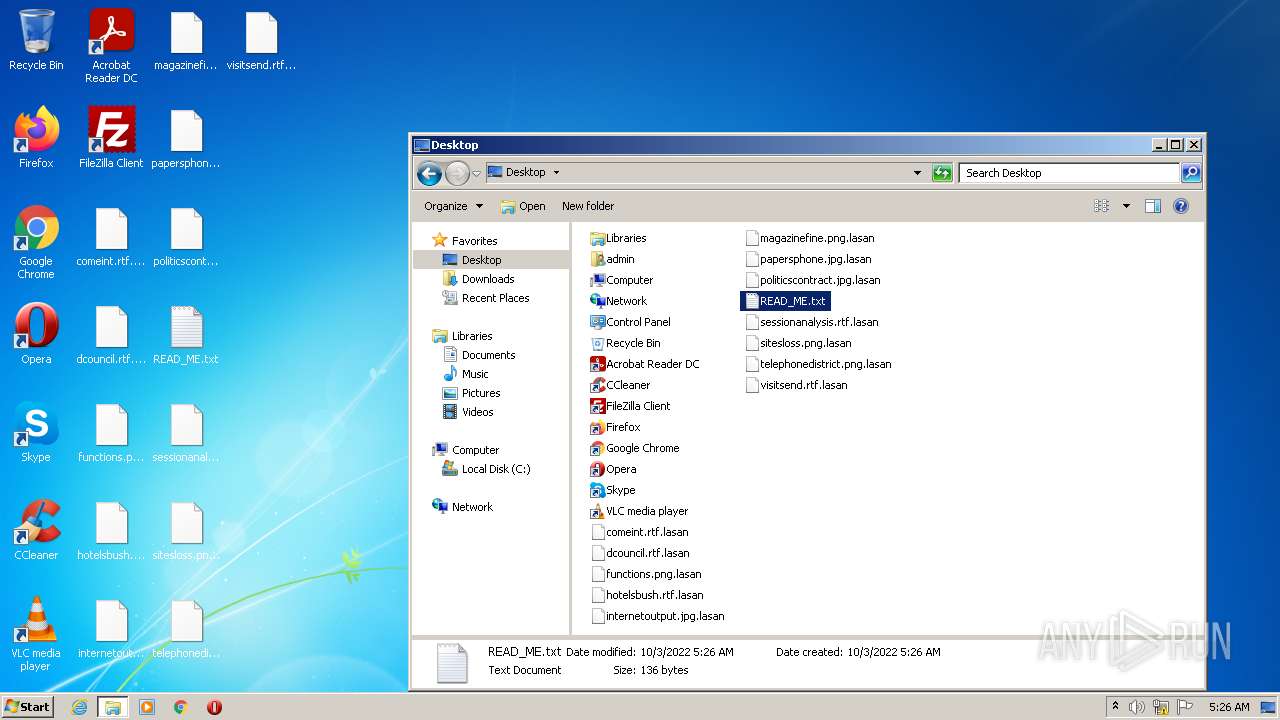 Recycle Bin
Acrobat
Reader DC
magazinefi...
visitsend.rtf...
Firefox
FileZilla Client
papersphon...
Google
Chrome
comeint.rtf....
politicscont...
Opera
dcouncil.rtf....
READ_ME.txt
Skype
functions.p...
sessionanal...
CCleaner
hotelsbush....
sitesloss.pn...
VLC media
player
internetout...
telephonedi...
Desktop
Desktop
Search Desktop
Organize
Open
New folder
Favorites
Desktop
Downloads
Recent Places
Libraries
Documents
Music
Pictures
Videos
Computer
Local Disk (C:)
Network
Libraries
admin
Computer
Network
Control Panel
Recycle Bin
Acrobat Reader DC
CCleaner
FileZilla Client
Firefox
Google Chrome
Opera
Skype
VLC media player
comeint.rtf.lasan
dcouncil.rtf.lasan
functions.png.lasan
hotelsbush.rtf.lasan
internetoutput.jpg.lasan
magazinefine.png.lasan
papersphone.jpg.lasan
politicscontract.jpg.lasan
READ_ME.txt
sessionanalysis.rtf.lasan
sitesloss.png.lasan
telephonedistrict.png.lasan
visitsend.rtf.lasan
READ_ME.txt Date modified: 10/3/2022 5:26 AM Date created: 10/3/2022 5:26 AM
Text Document Size: 136 bytes
ANY RUN
Start
5:26 AM